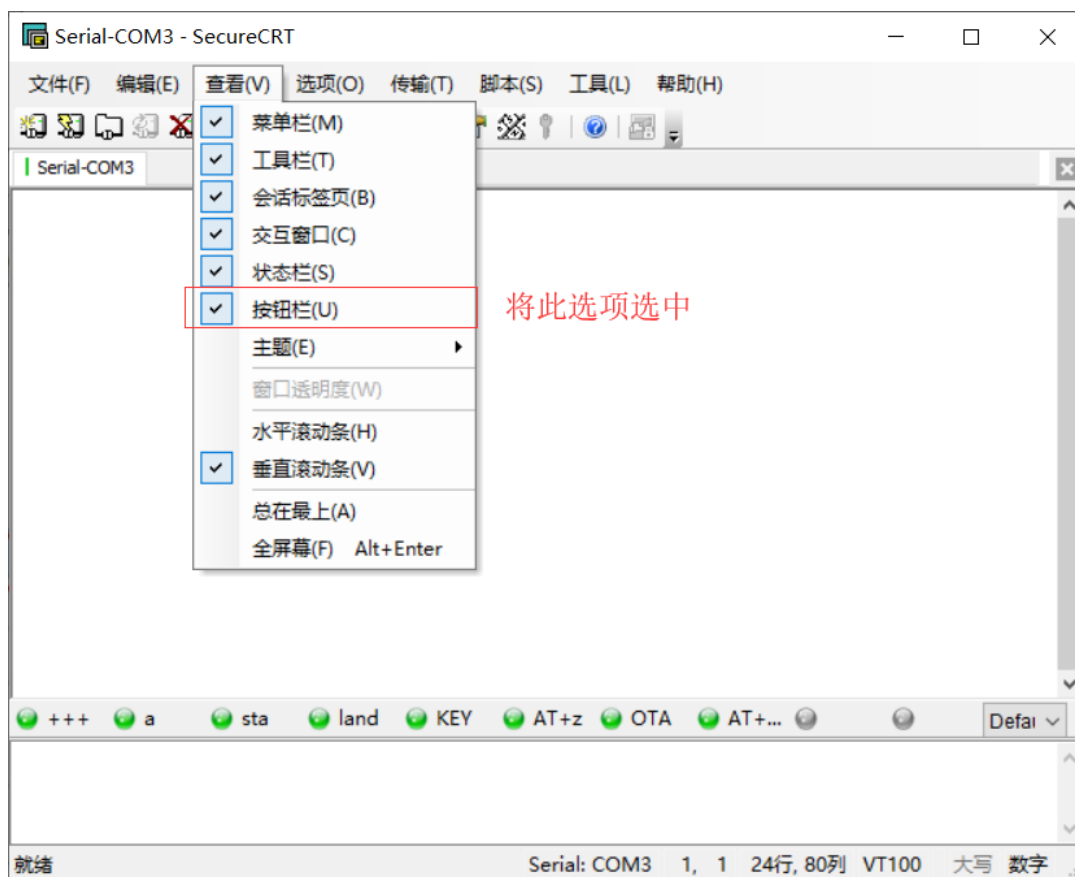 Serial-COM3 - SecureCRT
文件(F) 编辑(E) 查看(V) 选项(O) 传输(T) 脚本(S) 工具(L) 帮助(H)
Serial-COM3
菜单栏(M)
工具栏(T)
会话标签页(B)
交互窗口(C)
状态栏(S)
按钮栏(U) 将此选项选中
主题(E)
窗口透明度(W)
水平滚动条(H)
垂直滚动条(V)
总在最上(A)
全屏幕(F) Alt+Enter
+++ a sta land KEY AT+z OTA AT+... Defau
就绪 Serial: COM3 1, 1 24行, 80列 VT100 大写 数字